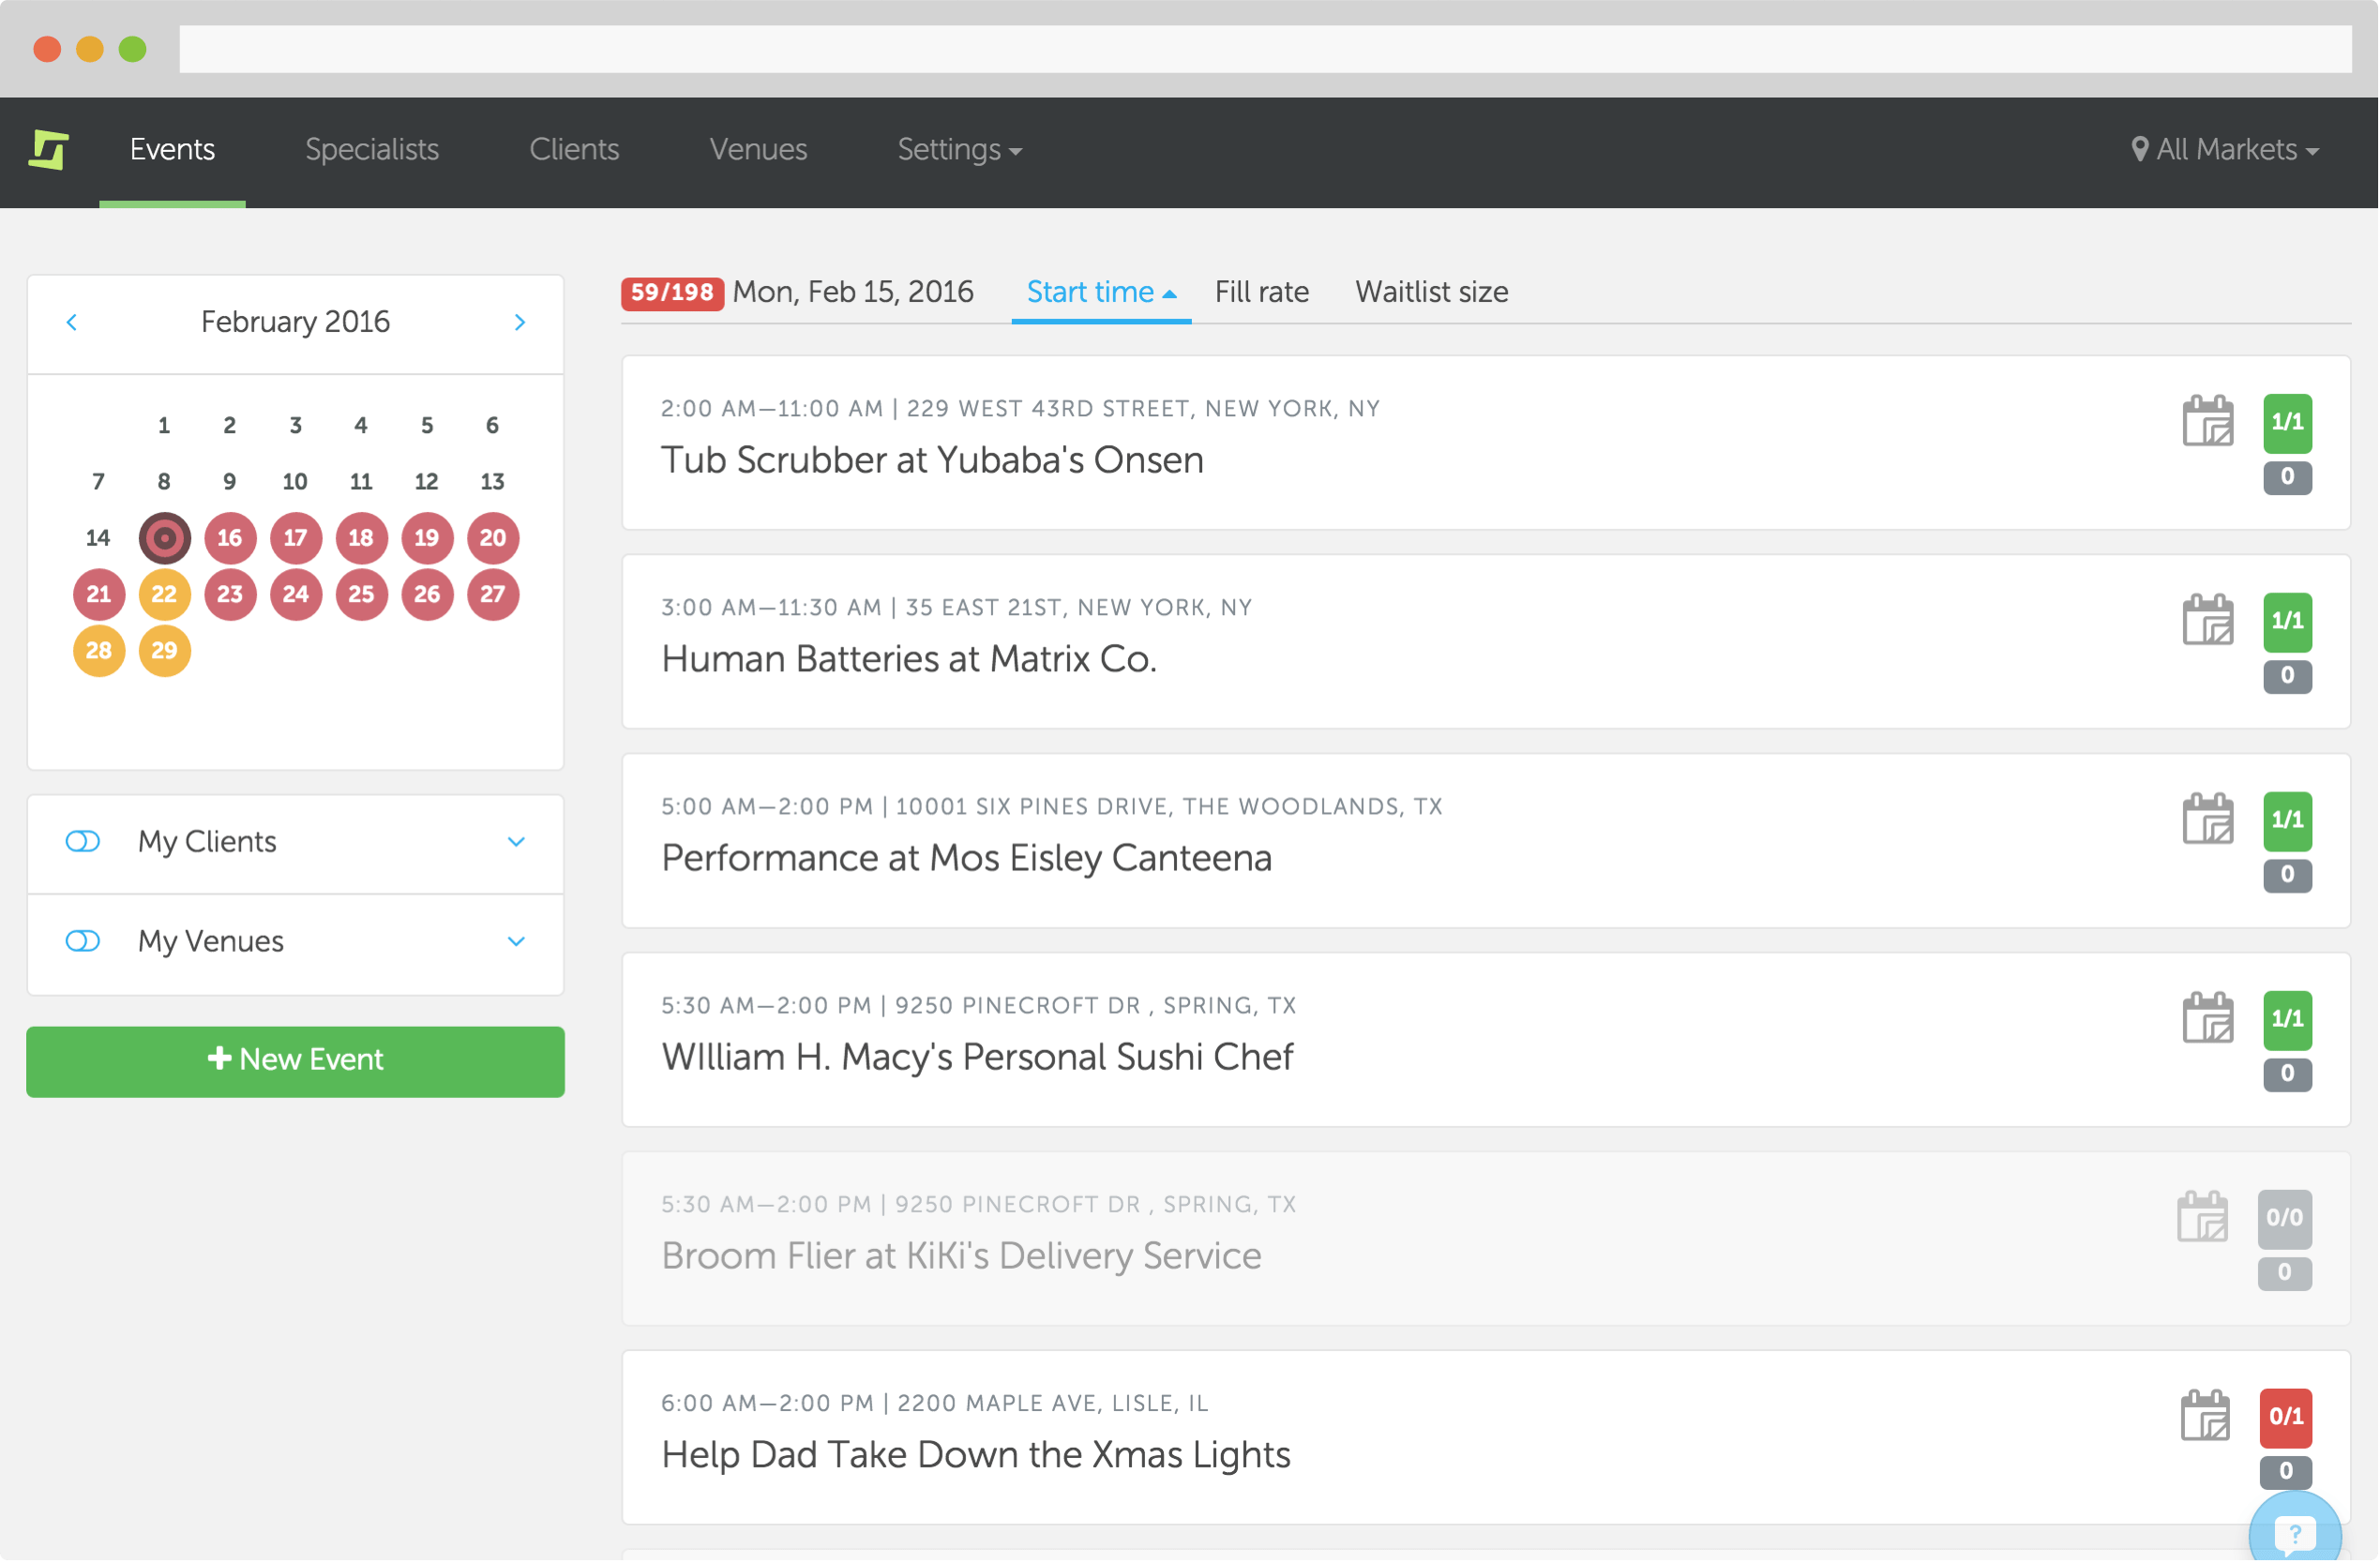 Events Specialists Clients Venues Settings All Markets
February 2016
1 2 3 4 5 6
7 8 9 10 11 12 13
14 16 17 18 19 20
21 22 23 24 25 26 27
28 29
My Clients
My Venues
New Event
59/198 Mon, Feb 15, 2016 Start time Fill rate Waitlist size
2:00 AM—11:00 AM | 229 WEST 43RD STREET, NEW YORK, NY
Tub Scrubber at Yubaba's Onsen
1/1
0
3:00 AM—11:30 AM | 35 EAST 21ST, NEW YORK, NY
Human Batteries at Matrix Co.
1/1
0
5:00 AM—2:00 PM | 10001 SIX PINES DRIVE, THE WOODLANDS, TX
Performance at Mos Eisley Canteena
1/1
0
5:30 AM—2:00 PM | 9250 PINECROFT DR , SPRING, TX
WIlliam H. Macy's Personal Sushi Chef
1/1
0
5:30 AM—2:00 PM | 9250 PINECROFT DR , SPRING, TX
Broom Flier at KiKi's Delivery Service
0/0
0
6:00 AM—2:00 PM | 2200 MAPLE AVE, LISLE, IL
Help Dad Take Down the Xmas Lights
0/1
0
?